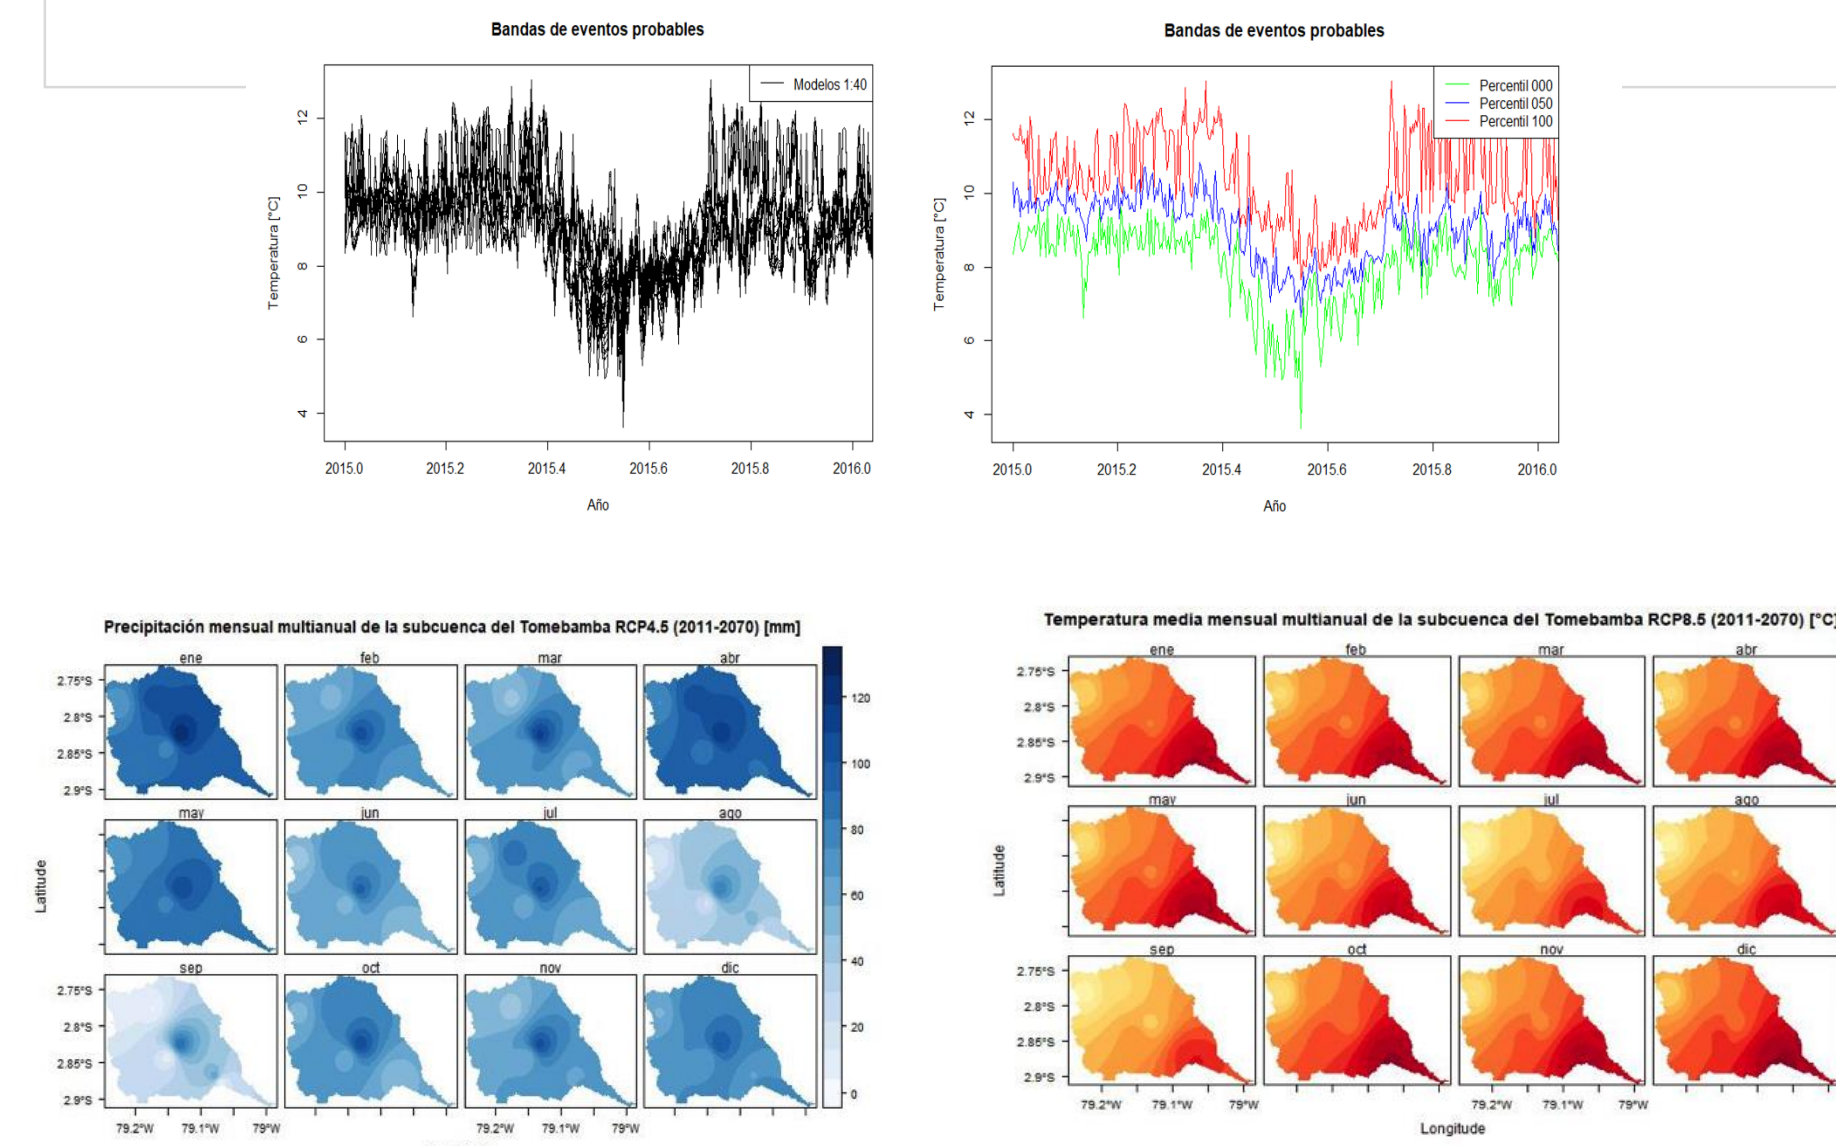 Bandas de eventos probables
Modelos 1:40
Temperatura [°C]
12
10
8
6
4
2015.0 2015.2 2015.4 2015.6 2015.8 2016.0
Año
Bandas de eventos probables
Percentil 000
Percentil 050
Percentil 100
Temperatura [°C]
12
10
8
6
4
2015.0 2015.2 2015.4 2015.6 2015.8 2016.0
Año
Precipitación mensual multianual de la subcuenca del Tomebamba RCP4.5 (2011-2070) [mm]
ene feb mar abr
2.75°S
2.8°S
2.85°S
2.9°S
may jun jul ago
Latitude
sep oct nov dic
2.75°S
2.8°S
2.85°S
2.9°S
79.2°W 79.1°W 79°W 79.2°W 79.1°W 79°W
120
100
80
60
40
20
0
Temperatura media mensual multianual de la subcuenca del Tomebamba RCP8.5 (2011-2070) [°C]
ene feb mar abr
2.75°S
2.8°S
2.85°S
2.9°S
may jun jul ago
Latitude
sep oct nov dic
2.75°S
2.8°S
2.85°S
2.9°S
79.2°W 79.1°W 79°W 79.2°W 79.1°W 79°W
Longitude